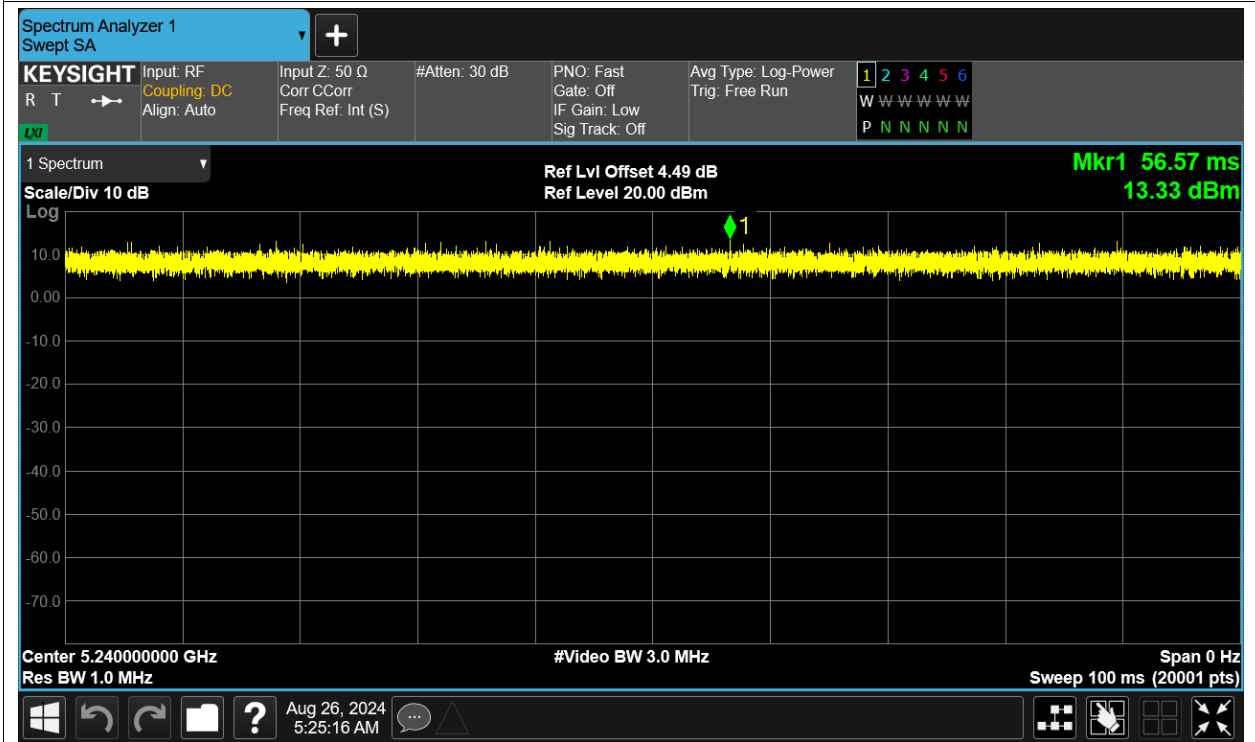 Spectrum Analyzer 1
Swept SA
KEYSIGHT
R T
LXI
Input: RF
Coupling: DC
Align: Auto
Input Z: 50 Ω
Corr CCorr
Freq Ref: Int (S)
#Atten: 30 dB
PNO: Fast
Gate: Off
IF Gain: Low
Sig Track: Off
Avg Type: Log-Power
Trig: Free Run
1 2 3 4 5 6
W W W W W W
P N N N N N
1 Spectrum
Scale/Div 10 dB
Log
Ref Lvl Offset 4.49 dB
Ref Level 20.00 dBm
Mkr1 56.57 ms
13.33 dBm
1
10.0
0.00
-10.0
-20.0
-30.0
-40.0
-50.0
-60.0
-70.0
Center 5.240000000 GHz
Res BW 1.0 MHz
#Video BW 3.0 MHz
Span 0 Hz
Sweep 100 ms (20001 pts)
?
Aug 26, 2024
5:25:16 AM